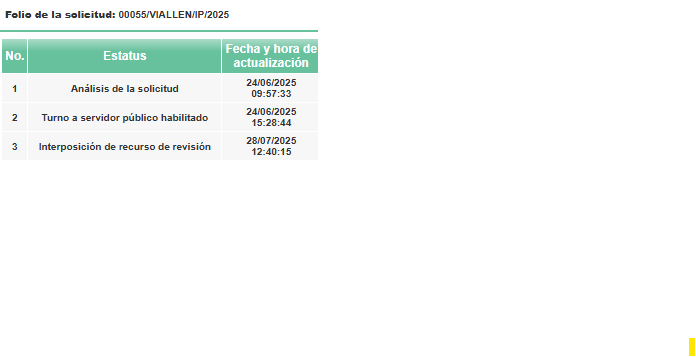 Folio de la solicitud: 00055/VIALLEN/IP/2025
No. Estatus Fecha y hora de
actualización
1 Análisis de la solicitud 24/06/2025
09:57:33
2 Turno a servidor público habilitado 24/06/2025
15:28:44
3 Interposición de recurso de revisión 28/07/2025
12:40:15